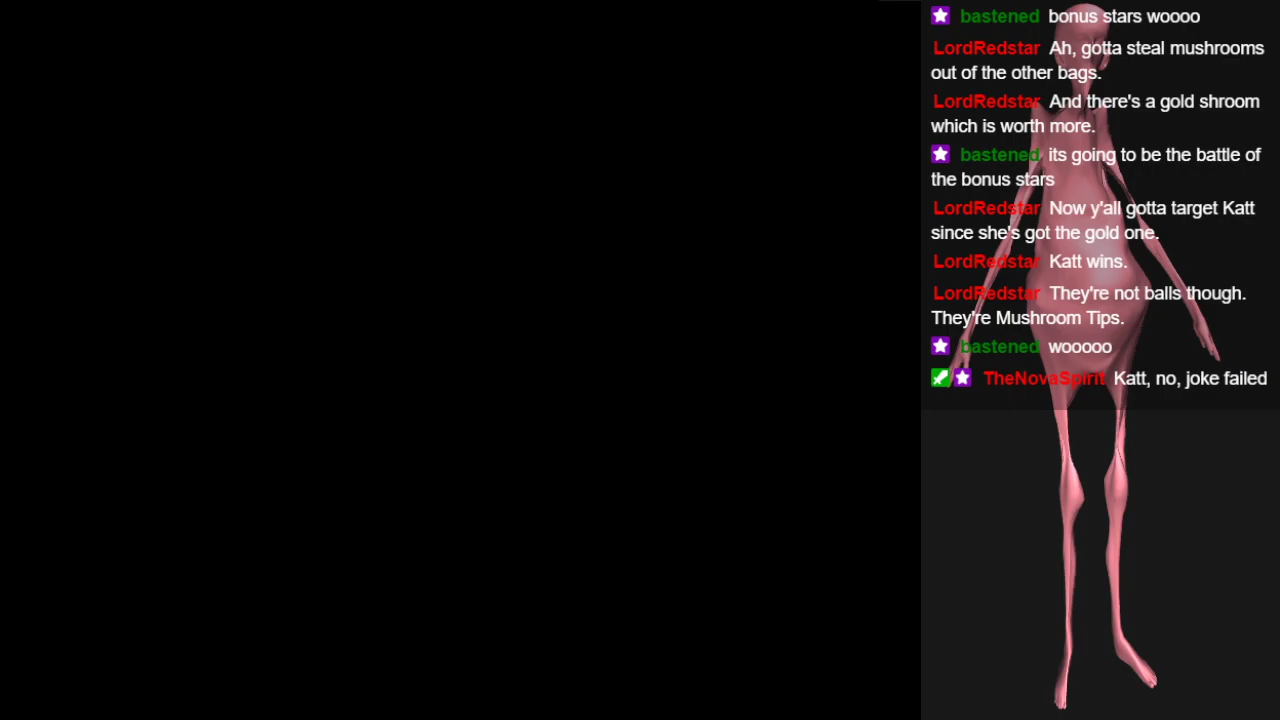 bastened bonus stars woooo
LordRedstar Ah, gotta steal mushrooms
out of the other bags.
LordRedstar And there's a gold shroom
which is worth more.
bastened its going to be the battle of
the bonus stars
LordRedstar Now y'all gotta target Katt
since she's got the gold one.
LordRedstar Katt wins.
LordRedstar They're not balls though.
They're Mushroom Tips.
bastened wooooo
TheNovaSpirit Katt, no, joke failed